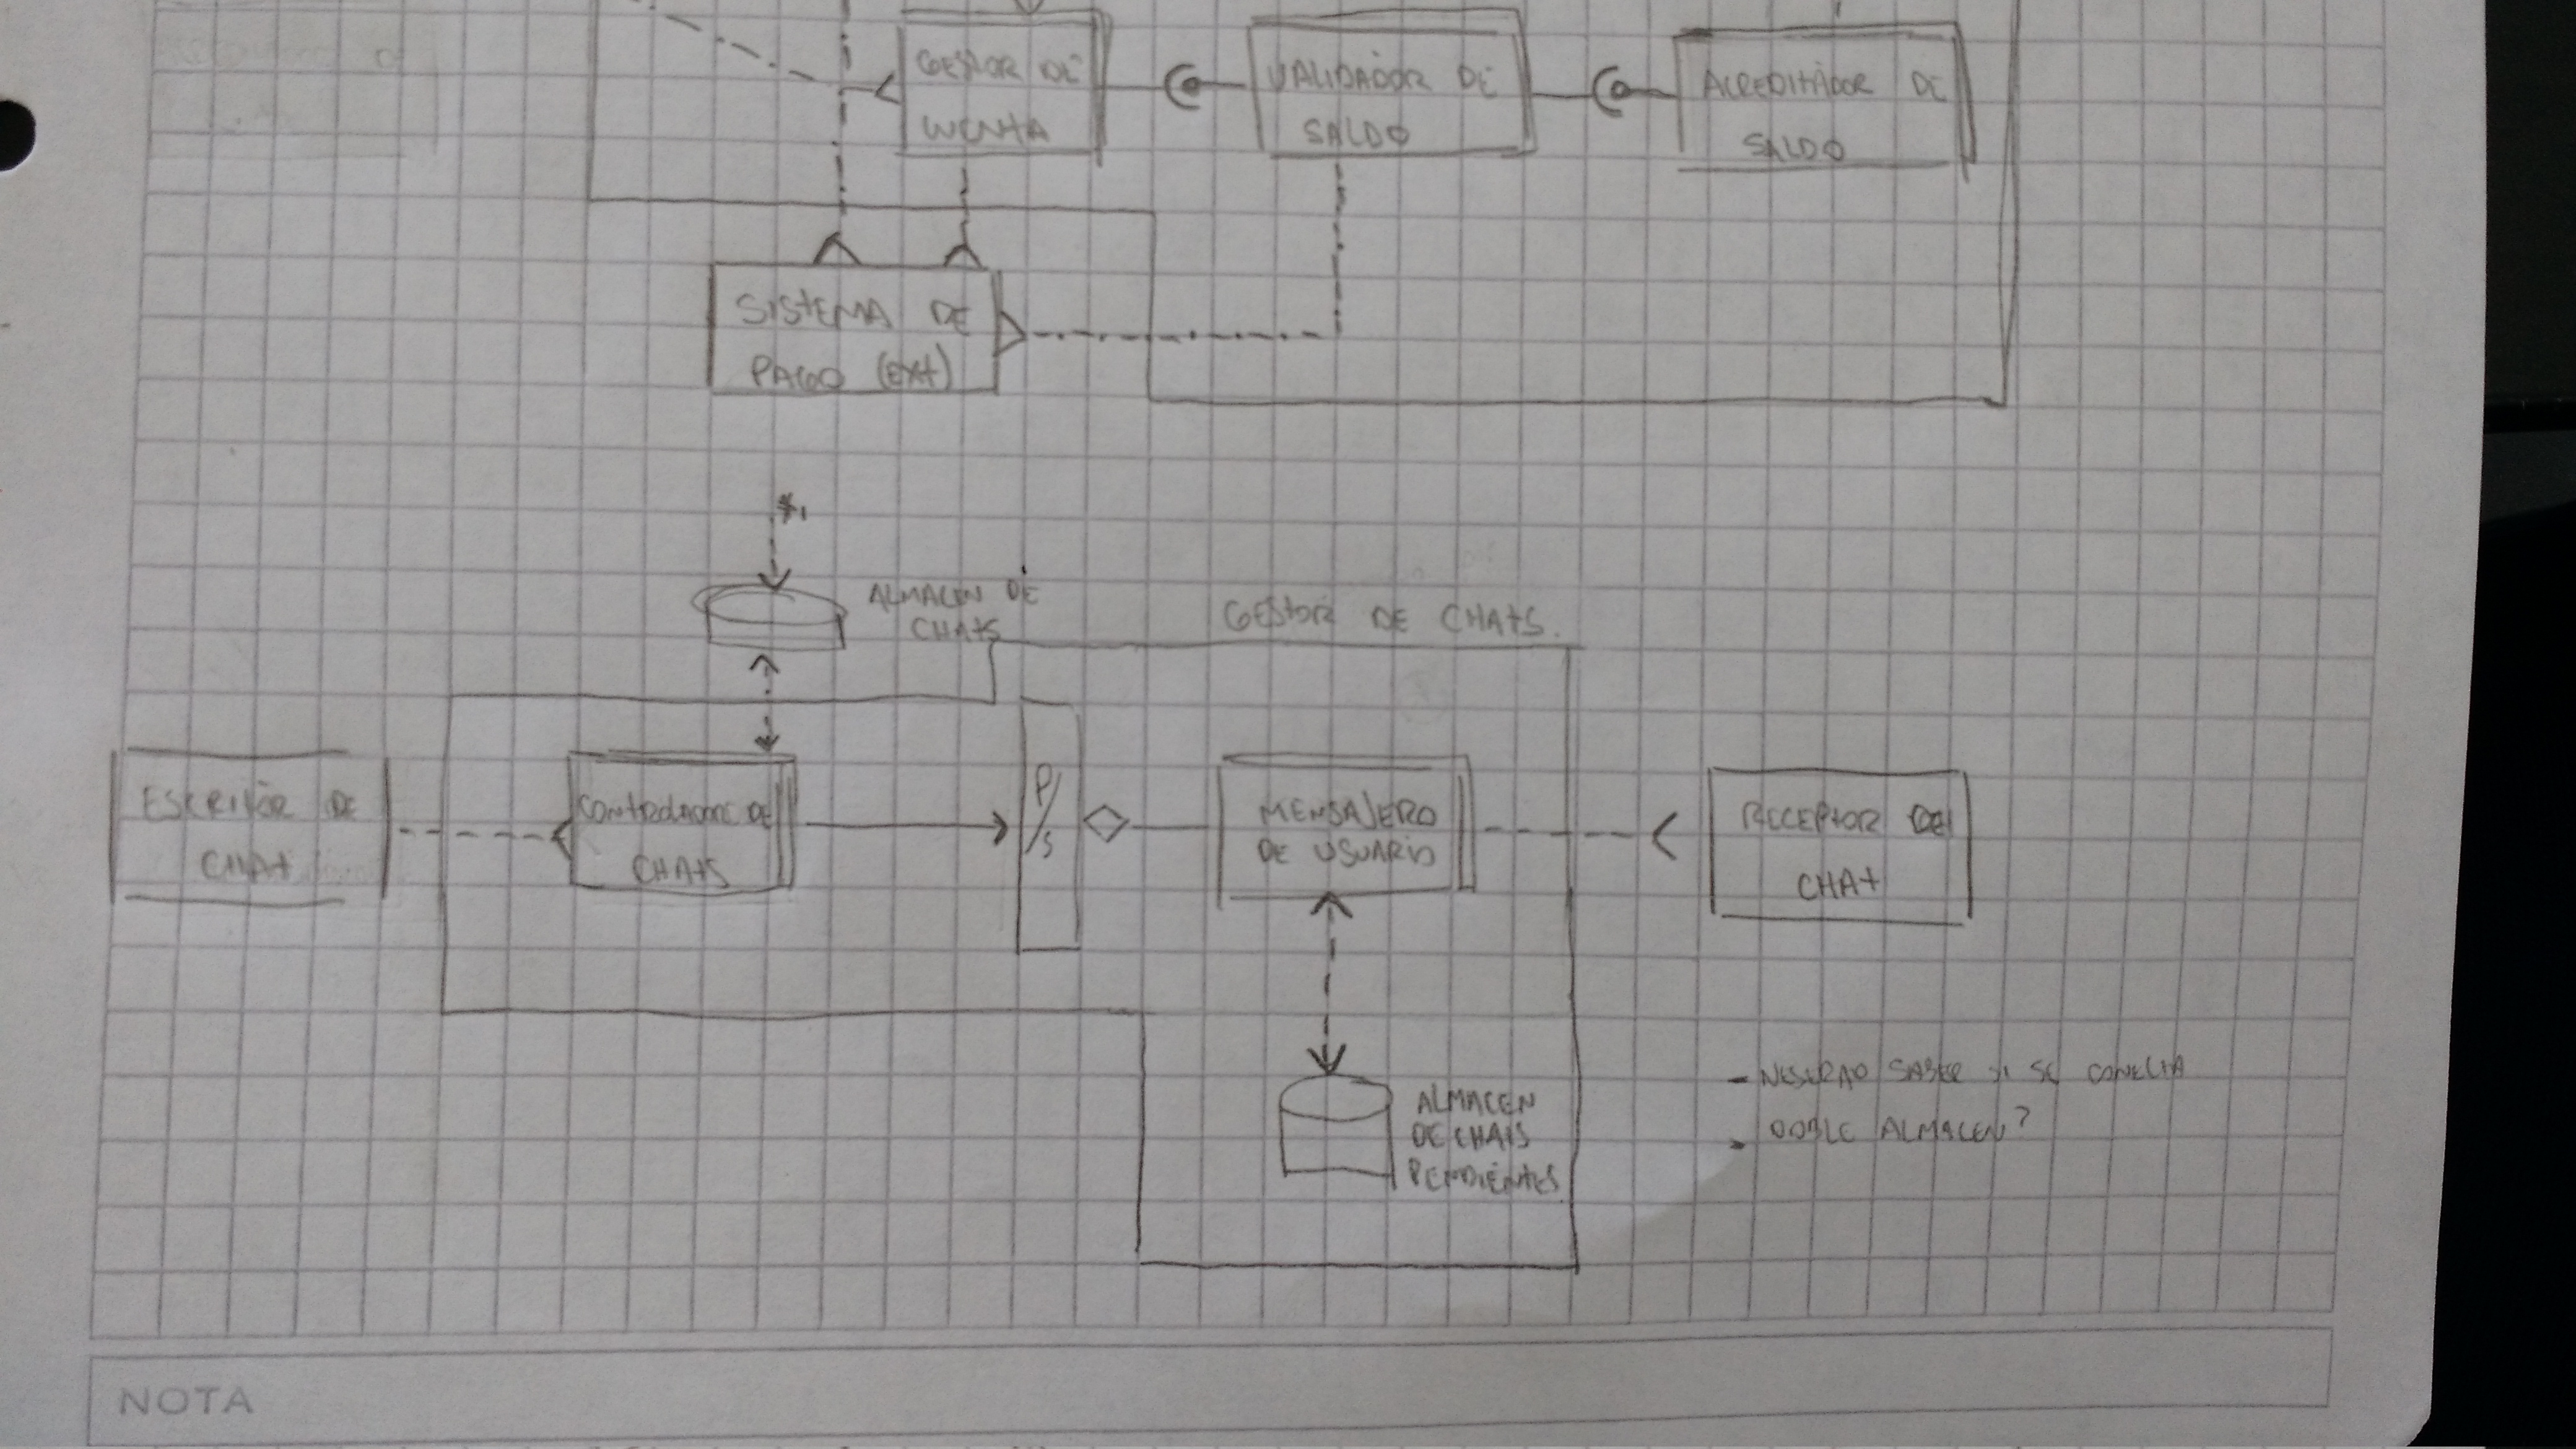 GESTOR DE
CUENTA
VALIDADOR DE
SALDO
ACREDITADOR DE
SALDO
SISTEMA DE
PAGO (EXT)
*1
ALMACEN DE
CHATS
GESTOR DE CHATS.
ESCRITOR DE
CHAT
CONTROLADOR DE
CHATS
P/S
MENSAJERO
DE USUARIO
RECEPTOR DE
CHAT
ALMACEN
DE CHATS
PENDIENTES
- SABER SI SE CONECTA
- DOBLE ALMACEN?
NOTA